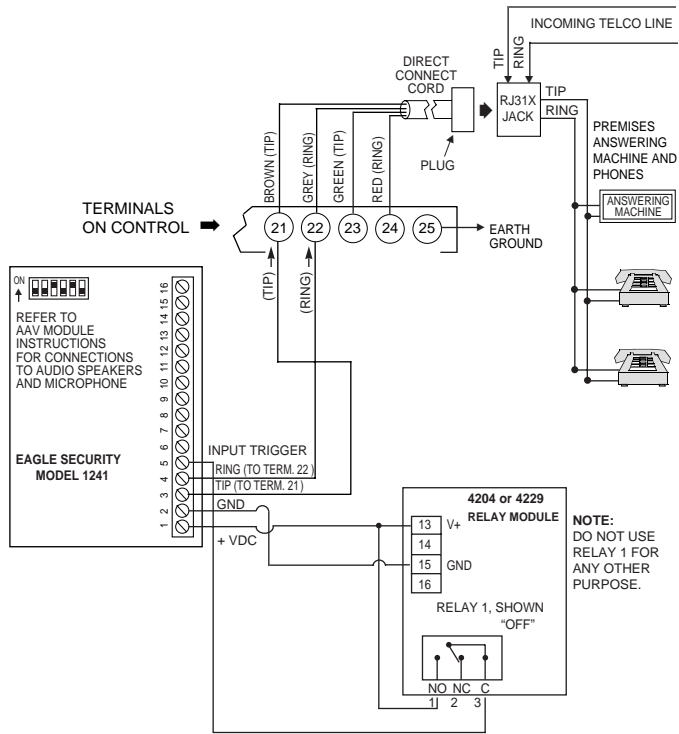 INCOMING TELCO LINE
TIP
RING
DIRECT
CONNECT
CORD
RJ31X
JACK
TIP
RING
PLUG
PREMISES
ANSWERING
MACHINE AND
PHONES
ANSWERING
MACHINE
BROWN (TIP)
GREY (RING)
GREEN (TIP)
RED (RING)
TERMINALS
ON CONTROL
21
22
23
24
25
EARTH
GROUND
(TIP)
(RING)
ON
REFER TO
AAV MODULE
INSTRUCTIONS
FOR CONNECTIONS
TO AUDIO SPEAKERS
AND MICROPHONE
EAGLE SECURITY
MODEL 1241
16
15
14
13
12
11
10
9
8
7
6
5
4
3
2
1
INPUT TRIGGER
RING (TO TERM. 22 )
TIP (TO TERM. 21 )
GND
+ VDC
4204 or 4229
RELAY MODULE
13 V+
14
15 GND
16
RELAY 1, SHOWN
“OFF”
NO NC C
1 2 3
NOTE:
DO NOT USE
RELAY 1 FOR
ANY OTHER
PURPOSE.